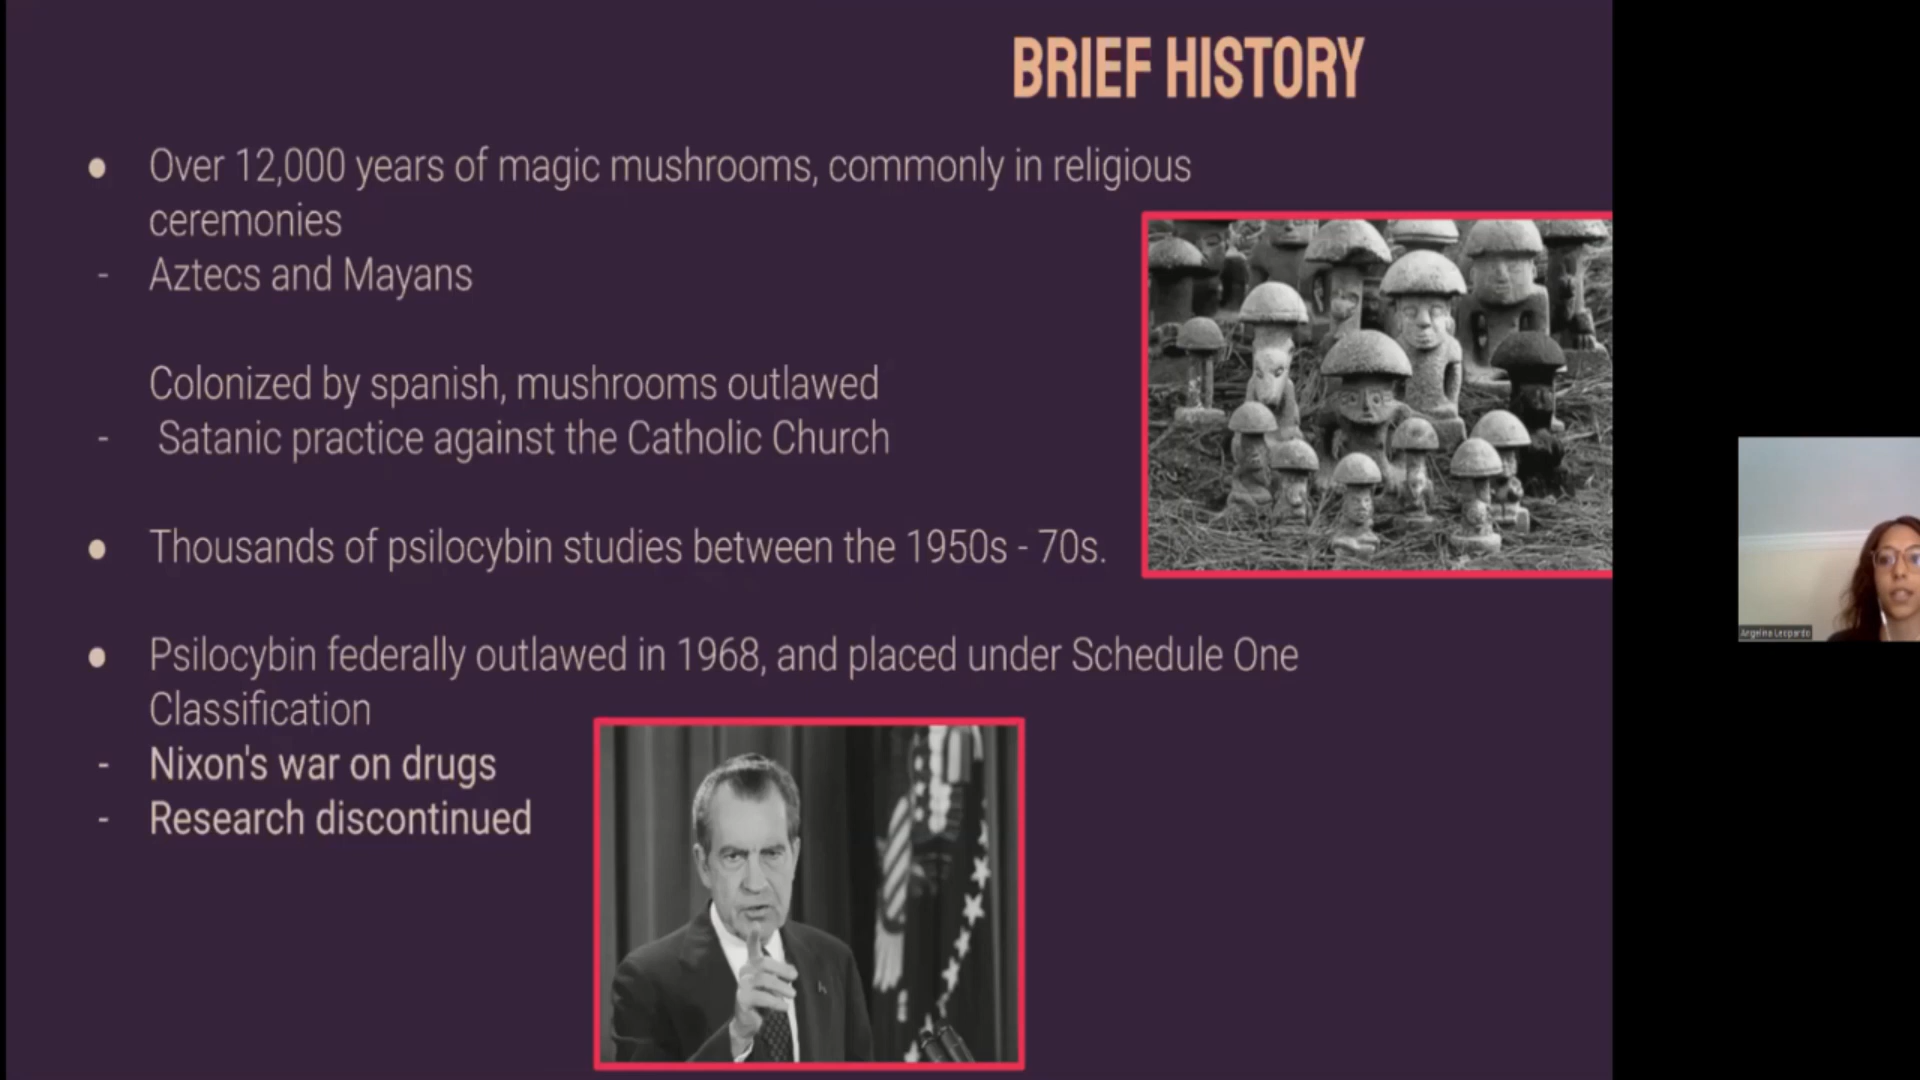 BRIEF HISTORY
● Over 12,000 years of magic mushrooms, commonly in religious
ceremonies
- Aztecs and Mayans
Colonized by spanish, mushrooms outlawed
- Satanic practice against the Catholic Church
● Thousands of psilocybin studies between the 1950s - 70s.
● Psilocybin federally outlawed in 1968, and placed under Schedule One
Classification
- Nixon's war on drugs
- Research discontinued
Angelina Leopardo